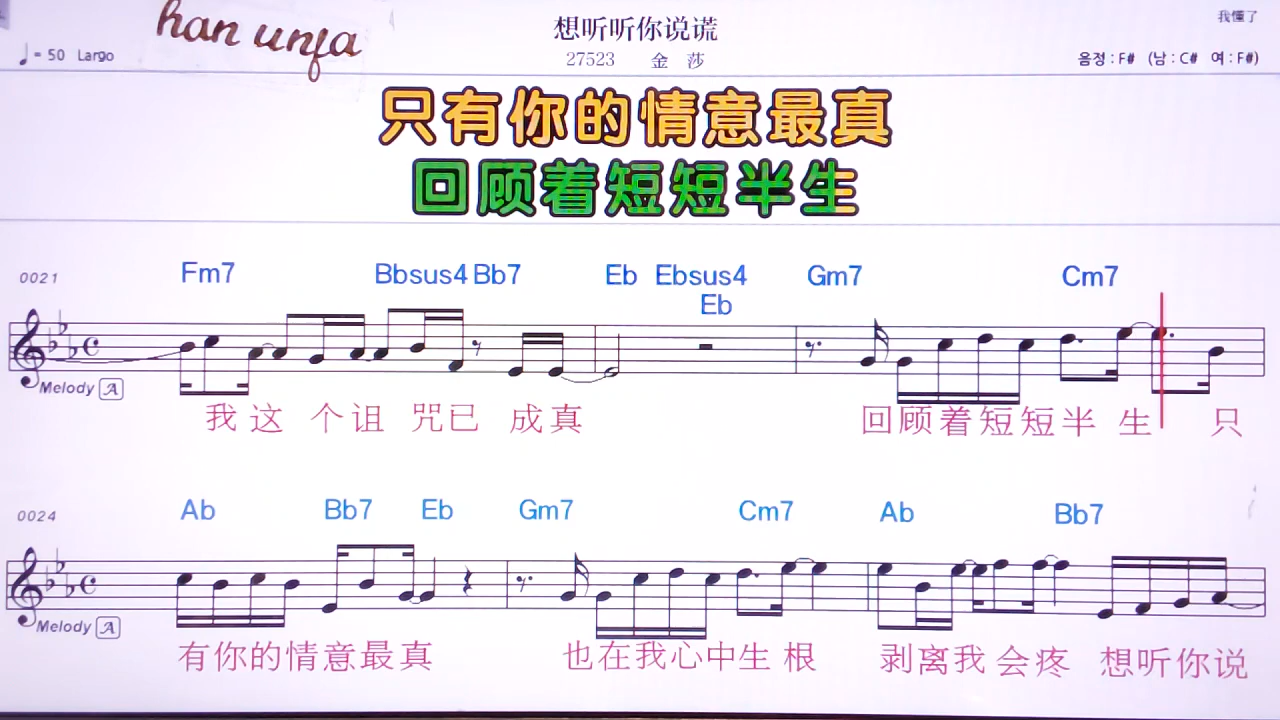 han unja
想听听你说谎
我懂了
♩= 50 Largo
27523 金 莎
음정 : F# (남 : C# 여 : F#)
只有你的情意最真
回顾着短短半生
0021 Fm7 Bbsus4 Bb7 Eb Ebsus4 Gm7 Cm7
Eb
Melody A
我这个诅咒已成真 回顾着短短半生 只
0024 Ab Bb7 Eb Gm7 Cm7 Ab Bb7
Melody A
有你的情意最真 也在我心中生根 剥离我会疼 想听你说